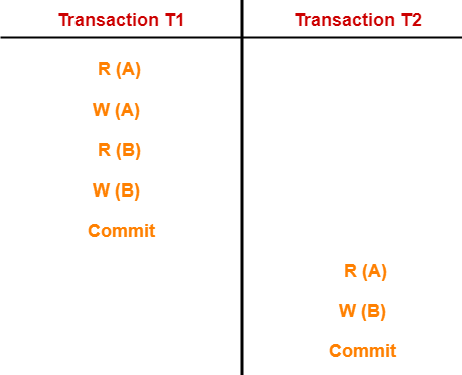 Transaction T1 Transaction T2
R (A)
W (A)
R (B)
W (B)
Commit
R (A)
W (B)
Commit